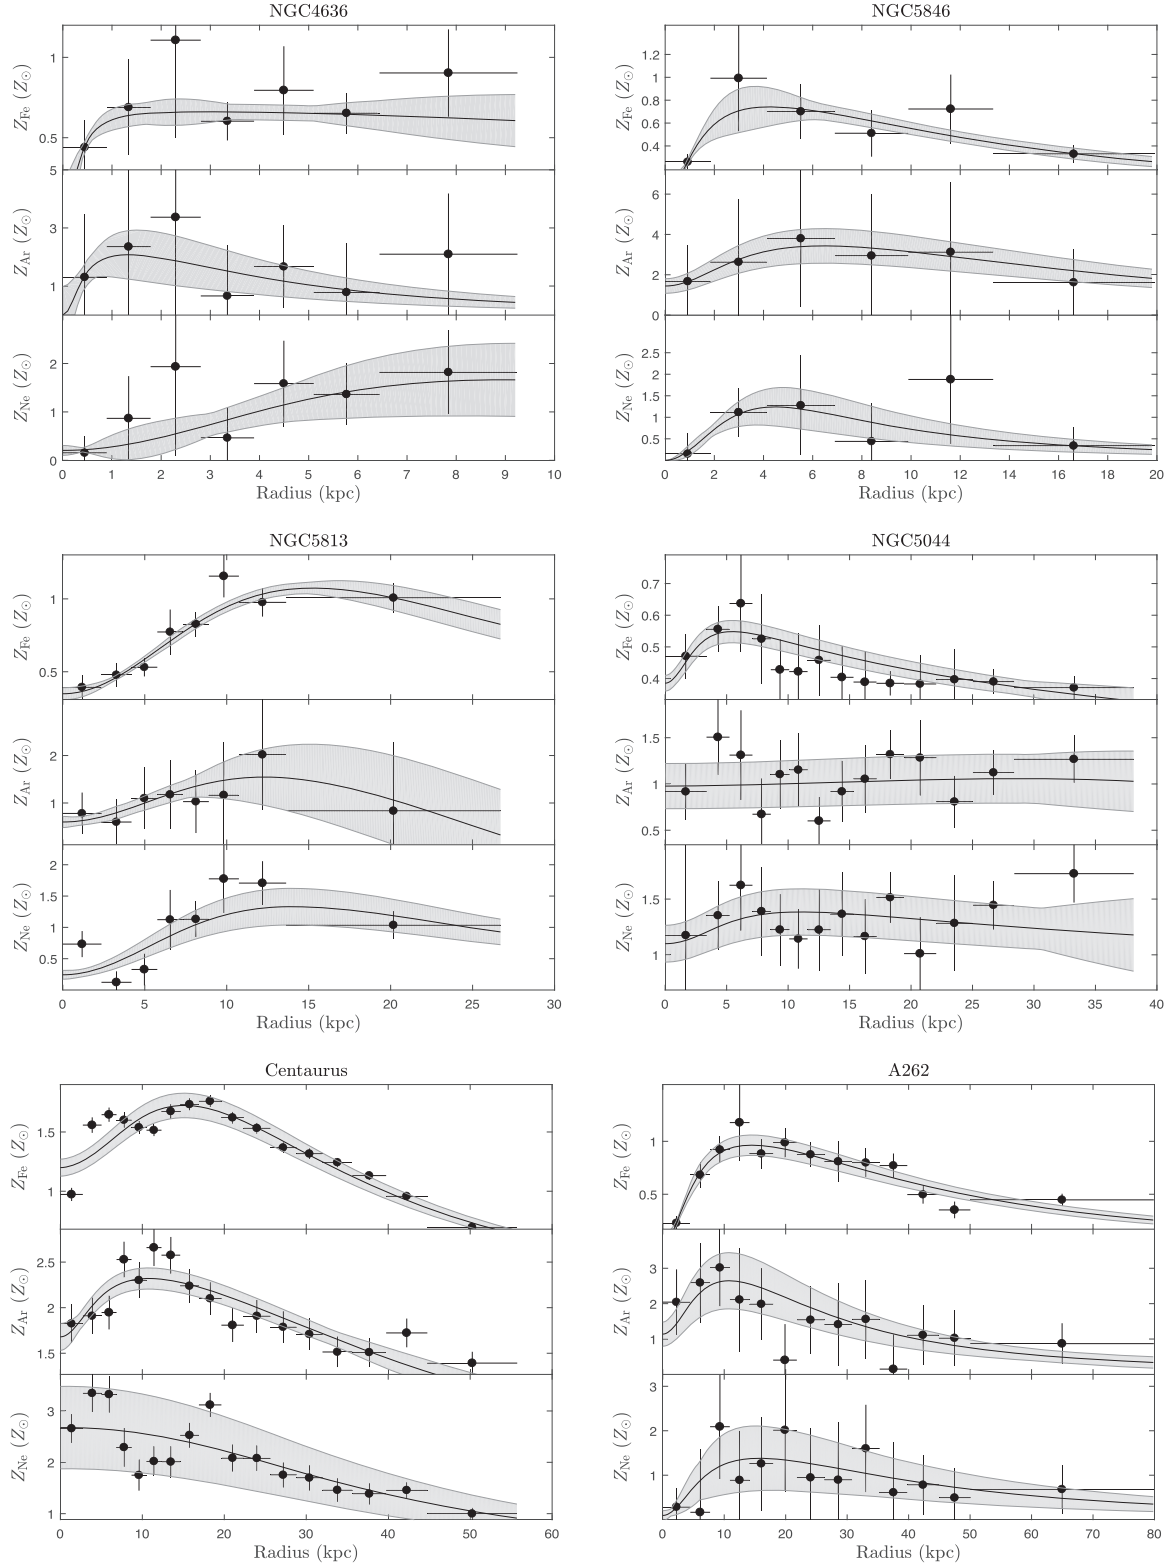 NGC4636
Z_Fe (Z_☉)
1
0.5
5
Z_Ar (Z_☉)
3
1
Z_Ne (Z_☉)
2
1
0
0 1 2 3 4 5 6 7 8 9 10
Radius (kpc)
NGC5846
Z_Fe (Z_☉)
1.2
1
0.8
0.6
0.4
Z_Ar (Z_☉)
6
4
2
0
Z_Ne (Z_☉)
2.5
2
1.5
1
0.5
0 2 4 6 8 10 12 14 16 18 20
Radius (kpc)
NGC5813
Z_Fe (Z_☉)
1
0.5
Z_Ar (Z_☉)
2
1
Z_Ne (Z_☉)
2
1.5
1
0.5
0 5 10 15 20 25 30
Radius (kpc)
NGC5044
Z_Fe (Z_☉)
0.7
0.6
0.5
0.4
Z_Ar (Z_☉)
1.5
1
0.5
Z_Ne (Z_☉)
1.5
1
0 5 10 15 20 25 30 35 40
Radius (kpc)
Centaurus
Z_Fe (Z_☉)
1.5
1
Z_Ar (Z_☉)
2.5
2
1.5
Z_Ne (Z_☉)
3
2
1
0 10 20 30 40 50 60
Radius (kpc)
A262
Z_Fe (Z_☉)
1
0.5
Z_Ar (Z_☉)
3
2
1
Z_Ne (Z_☉)
3
2
1
0 10 20 30 40 50 60 70 80
Radius (kpc)